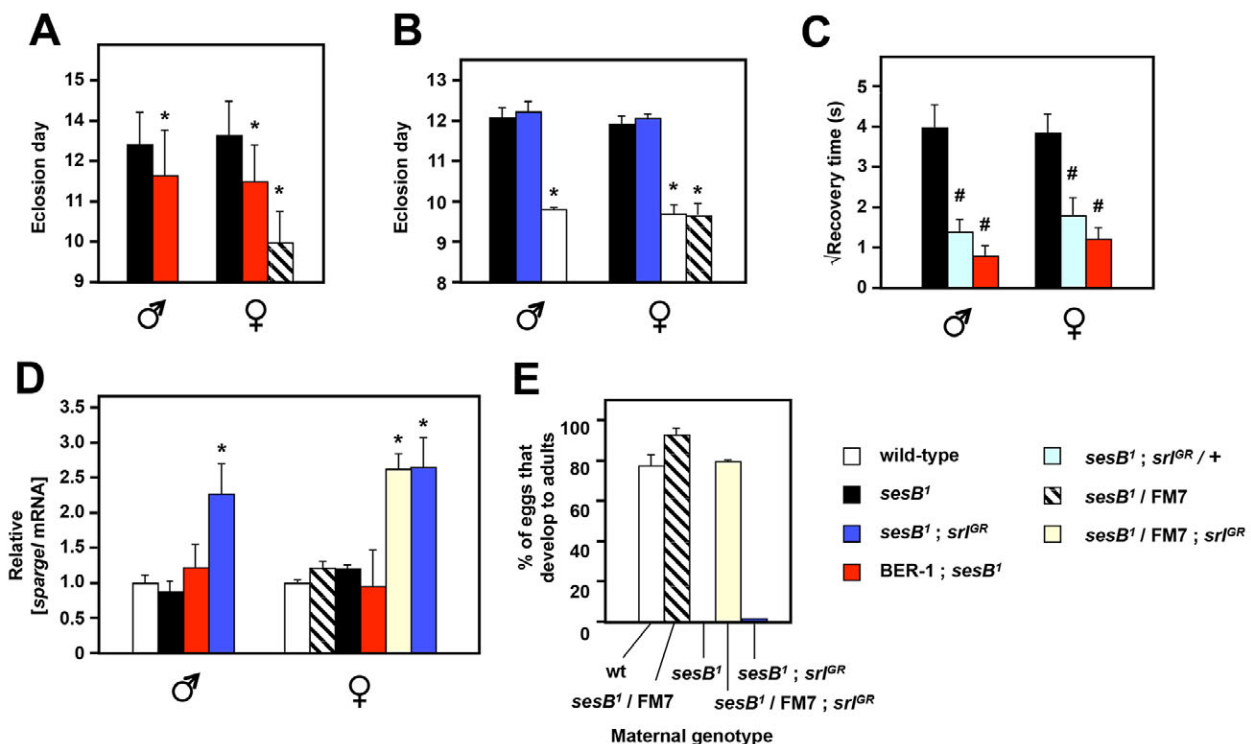 A
Eclosion day
15
13
13
12
10
9
♂ ♀
B
Eclosion day
13
12
11
10
9
8
* * *
♂ ♀
C
√Recovery time (s)
5
4
3
2
1
0
# # # #
♂ ♀
D
Relative
[spargel mRNA]
3.5
3.0
2.5
2.0
1.5
1.0
0.5
0
* * *
♂ ♀
E
% of eggs that
develop to adults
100
80
60
40
20
0
wt sesB¹ sesB¹ ; srlᴳᴿ
sesB¹ / FM7 sesB¹ / FM7 ; srlᴳᴿ
Maternal genotype
wild-type
sesB¹
sesB¹ ; srlᴳᴿ
BER-1 ; sesB¹
sesB¹ ; srlᴳᴿ / +
sesB¹ / FM7
sesB¹ / FM7 ; srlᴳᴿ